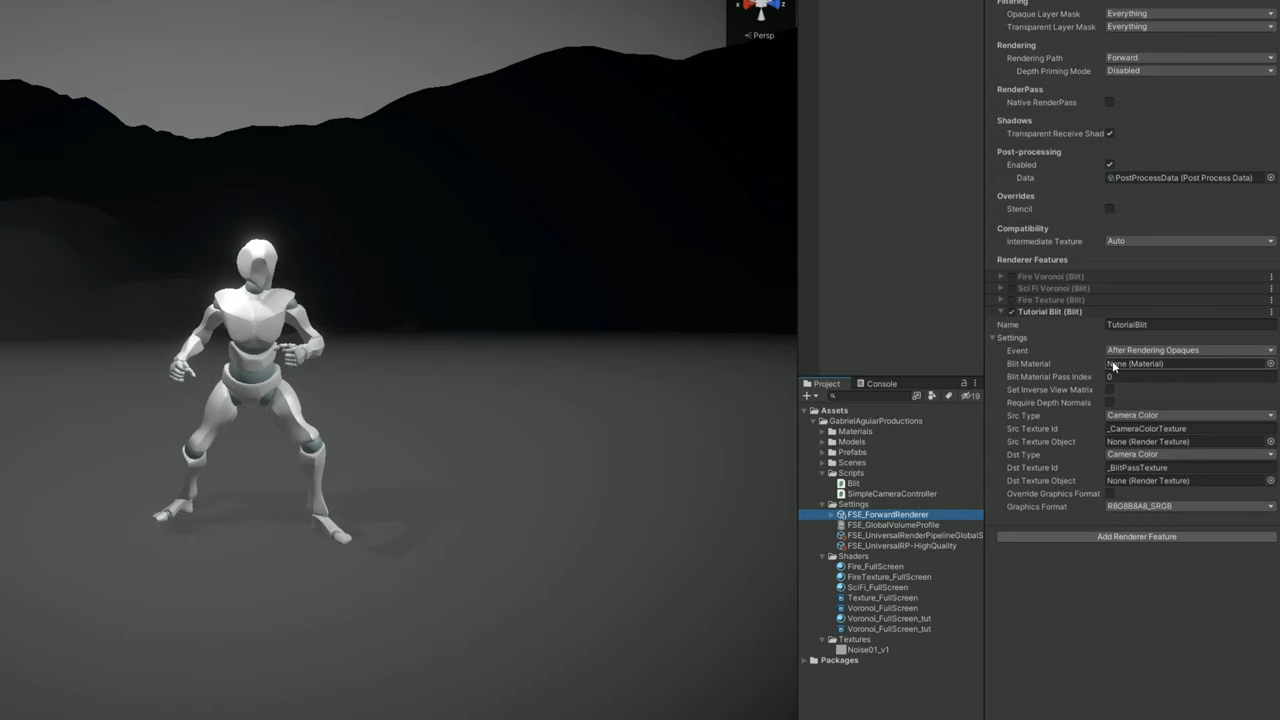 x
z
Persp
Filtering
Opaque Layer Mask Everything
Transparent Layer Mask Everything
Rendering
Rendering Path Forward
Depth Priming Mode Disabled
RenderPass
Native RenderPass
Shadows
Transparent Receive Shad
Post-processing
Enabled
Data PostProcessData (Post Process Data)
Overrides
Stencil
Compatibility
Intermediate Texture Auto
Renderer Features
Fire Voronoi (Blit)
Sci Fi Voronoi (Blit)
Fire Texture (Blit)
Tutorial Blit (Blit)
Name TutorialBlit
Settings
Event After Rendering Opaques
Blit Material None (Material)
Blit Material Pass Index 0
Set Inverse View Matrix
Require Depth Normals
Src Type Camera Color
Src Texture Id _CameraColorTexture
Src Texture Object None (Render Texture)
Dst Type Camera Color
Dst Texture Id _BlitPassTexture
Dst Texture Object None (Render Texture)
Override Graphics Format
Graphics Format R8G8B8A8_SRGB
Add Renderer Feature
Project Console
19
Assets
GabrielAguiarProductions
Materials
Models
Prefabs
Scenes
Scripts
Blit
SimpleCameraController
Settings
FSE_ForwardRenderer
FSE_GlobalVolumeProfile
FSE_UniversalRenderPipelineGlobalS
FSE_UniversalRP-HighQuality
Shaders
Fire_FullScreen
FireTexture_FullScreen
SciFi_FullScreen
Texture_FullScreen
Voronoi_FullScreen
Voronoi_FullScreen_tut
Voronoi_FullScreen_tut
Textures
Noise01_v1
Packages